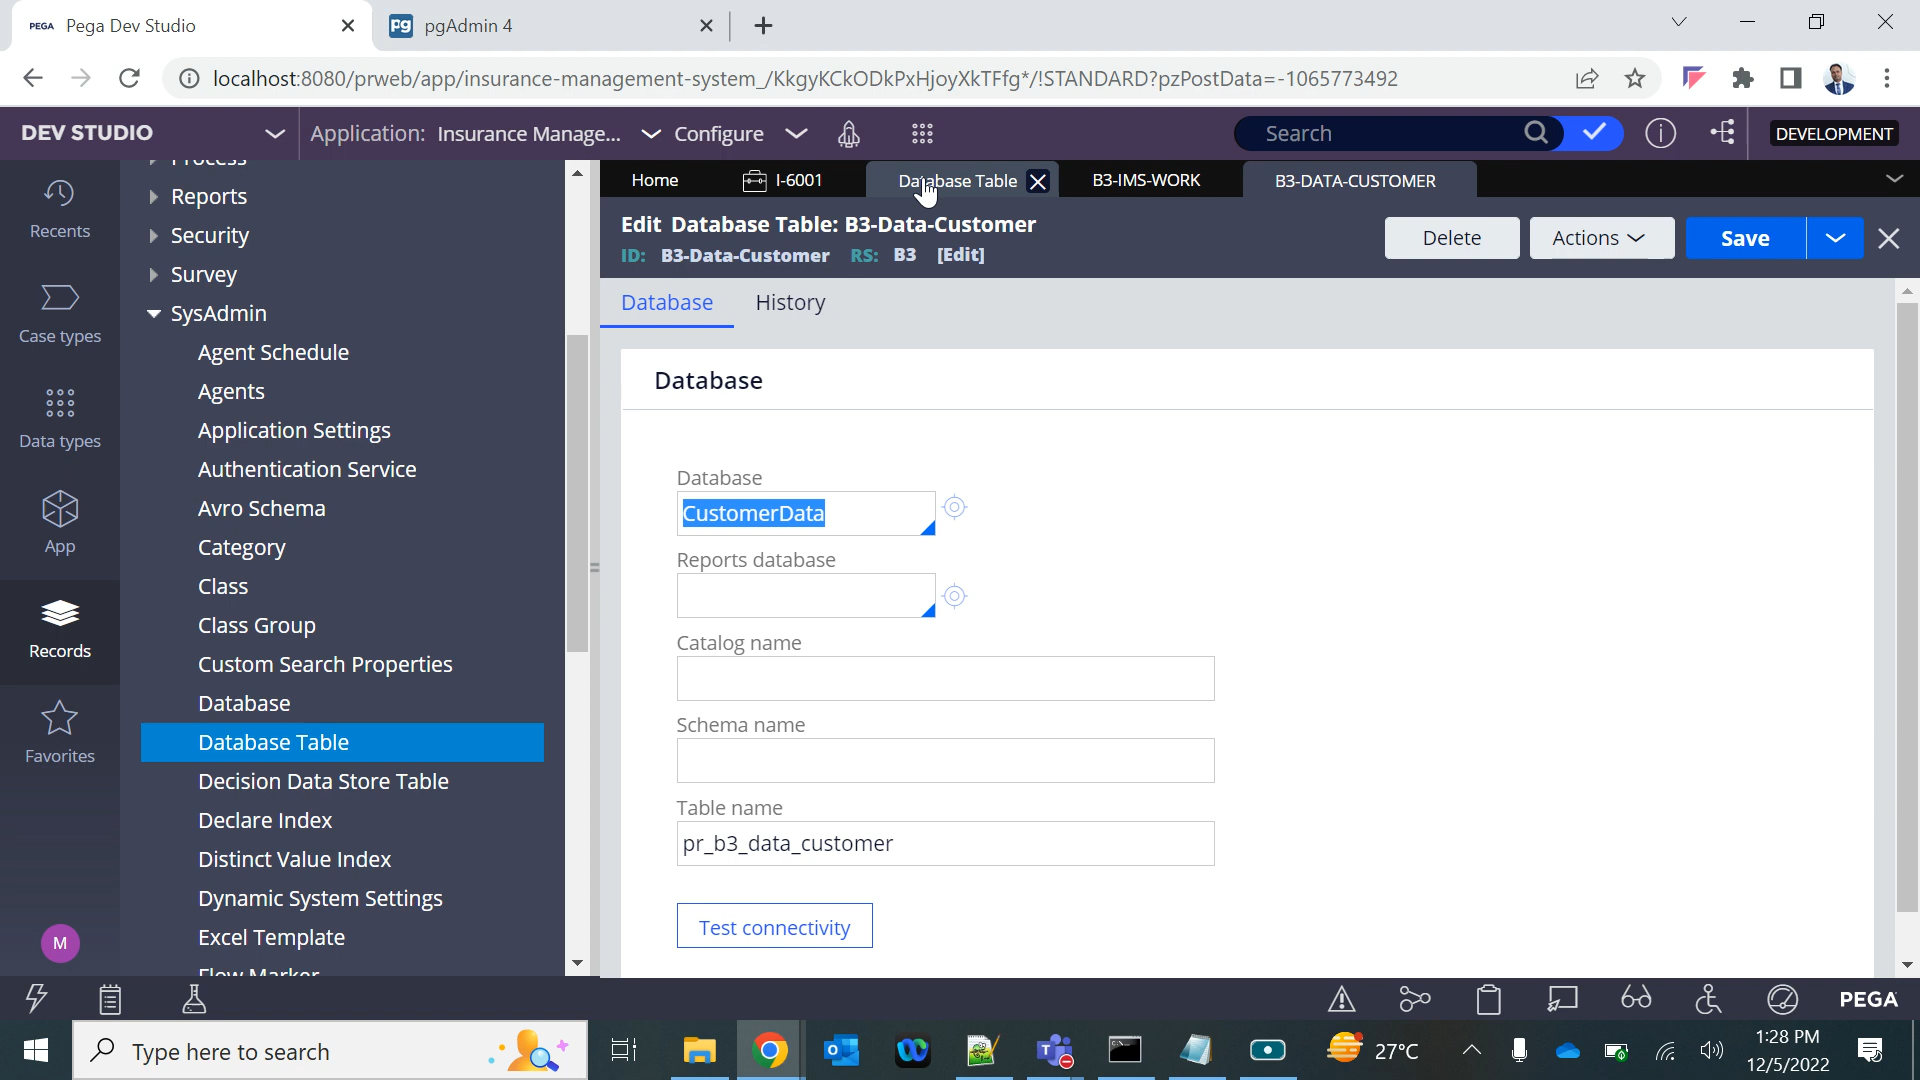 PEGA Pega Dev Studio
pg pgAdmin 4
localhost:8080/prweb/app/insurance-management-system_/KkgyKCkODkPxHjoyXkTFfg*/!STANDARD?pzPostData=-1065773492
DEV STUDIO
Application: Insurance Manage...
Configure
Search
DEVELOPMENT
Recents
Case types
Data types
App
Records
Favorites
M
Process
Reports
Security
Survey
SysAdmin
Agent Schedule
Agents
Application Settings
Authentication Service
Avro Schema
Category
Class
Class Group
Custom Search Properties
Database
Database Table
Decision Data Store Table
Declare Index
Distinct Value Index
Dynamic System Settings
Excel Template
Flow Marker
Home
I-6001
Database Table
B3-IMS-WORK
B3-DATA-CUSTOMER
Edit Database Table: B3-Data-Customer
ID: B3-Data-Customer RS: B3 [Edit]
Delete
Actions
Save
Database
History
Database
Database
CustomerData
Reports database
Catalog name
Schema name
Table name
pr_b3_data_customer
Test connectivity
PEGA
Type here to search
27°C
1:28 PM
12/5/2022